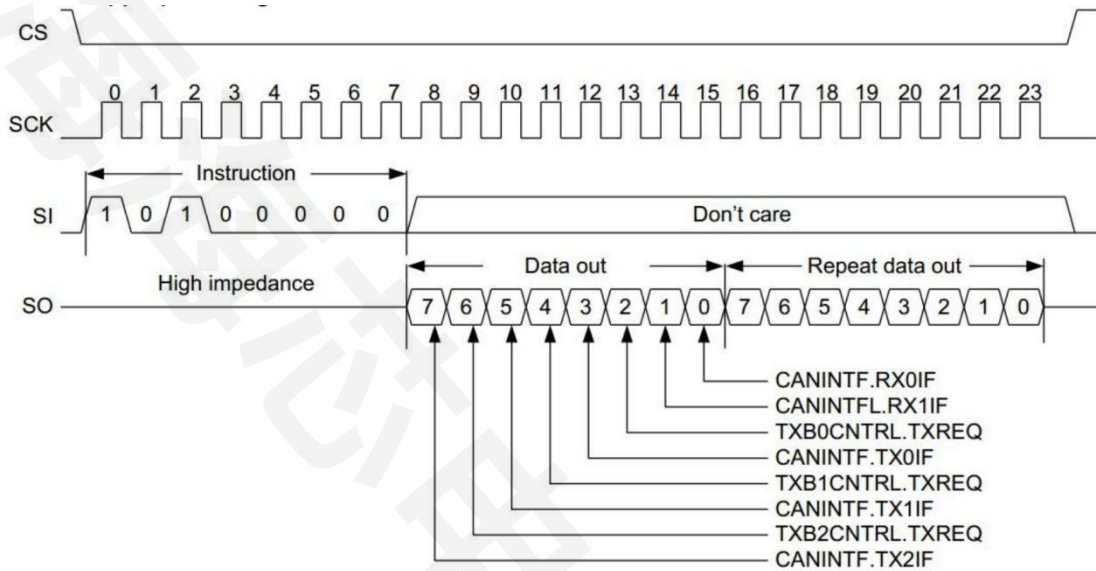 CS
0 1 2 3 4 5 6 7 8 9 10 11 12 13 14 15 16 17 18 19 20 21 22 23
SCK
Instruction
SI 1 0 1 0 0 0 0 0 Don't care
High impedance Data out Repeat data out
SO 7 6 5 4 3 2 1 0 7 6 5 4 3 2 1 0
CANINTF.RX0IF
CANINTFL.RX1IF
TXB0CNTRL.TXREQ
CANINTF.TX0IF
TXB1CNTRL.TXREQ
CANINTF.TX1IF
TXB2CNTRL.TXREQ
CANINTF.TX2IF